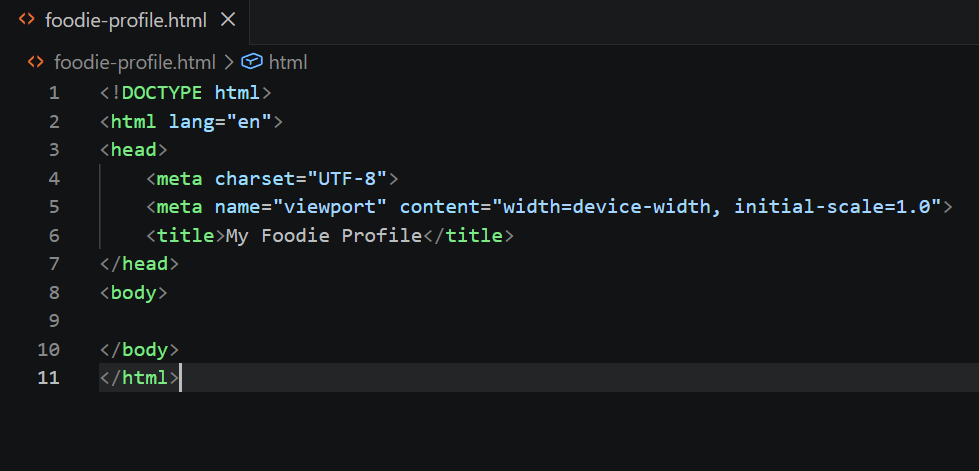 foodie-profile.html
foodie-profile.html > html
1 <!DOCTYPE html>
2 <html lang="en">
3 <head>
4     <meta charset="UTF-8">
5     <meta name="viewport" content="width=device-width, initial-scale=1.0">
6     <title>My Foodie Profile</title>
7 </head>
8 <body>
9
10 </body>
11 </html>